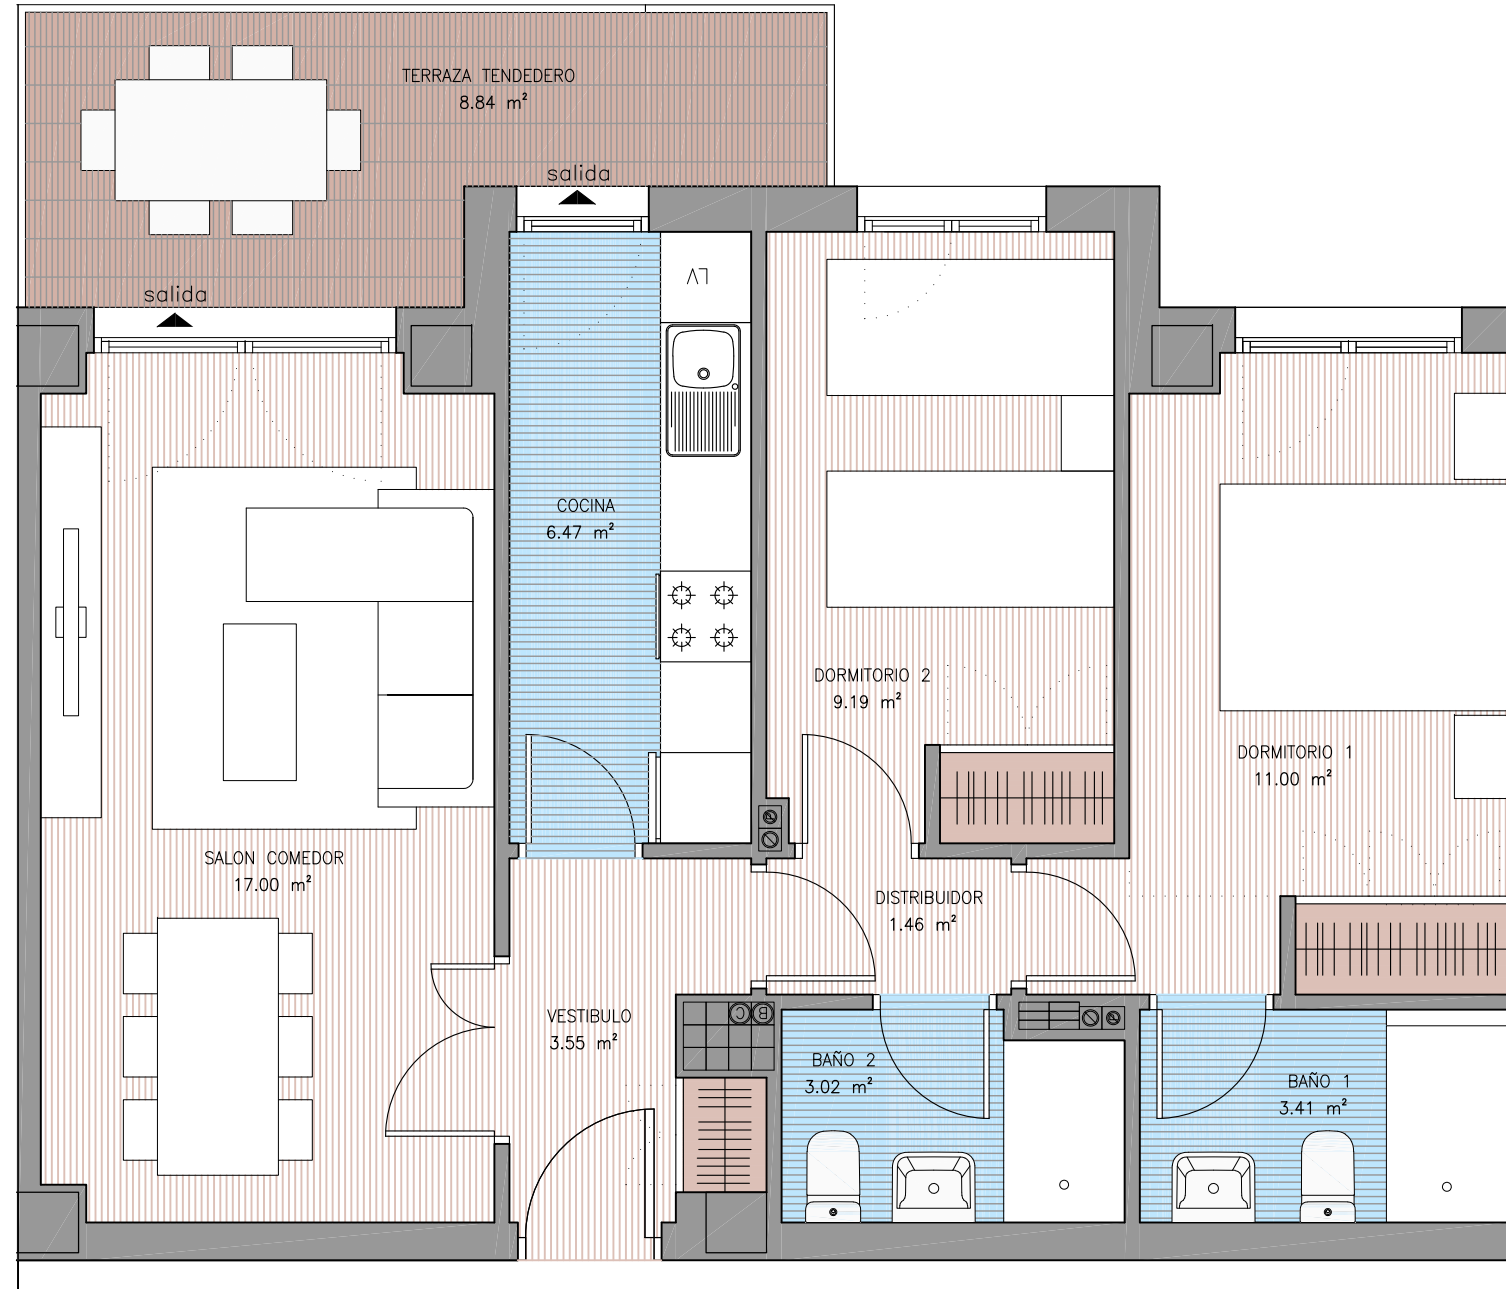 TERRAZA TENDEDERO
8.84 m²
salida
salida
LV
COCINA
6.47 m²
DORMITORIO 2
9.19 m²
DORMITORIO 1
11.00 m²
SALON COMEDOR
17.00 m²
DISTRIBUIDOR
1.46 m²
VESTIBULO
3.55 m²
C B
BAÑO 2
3.02 m²
BAÑO 1
3.41 m²